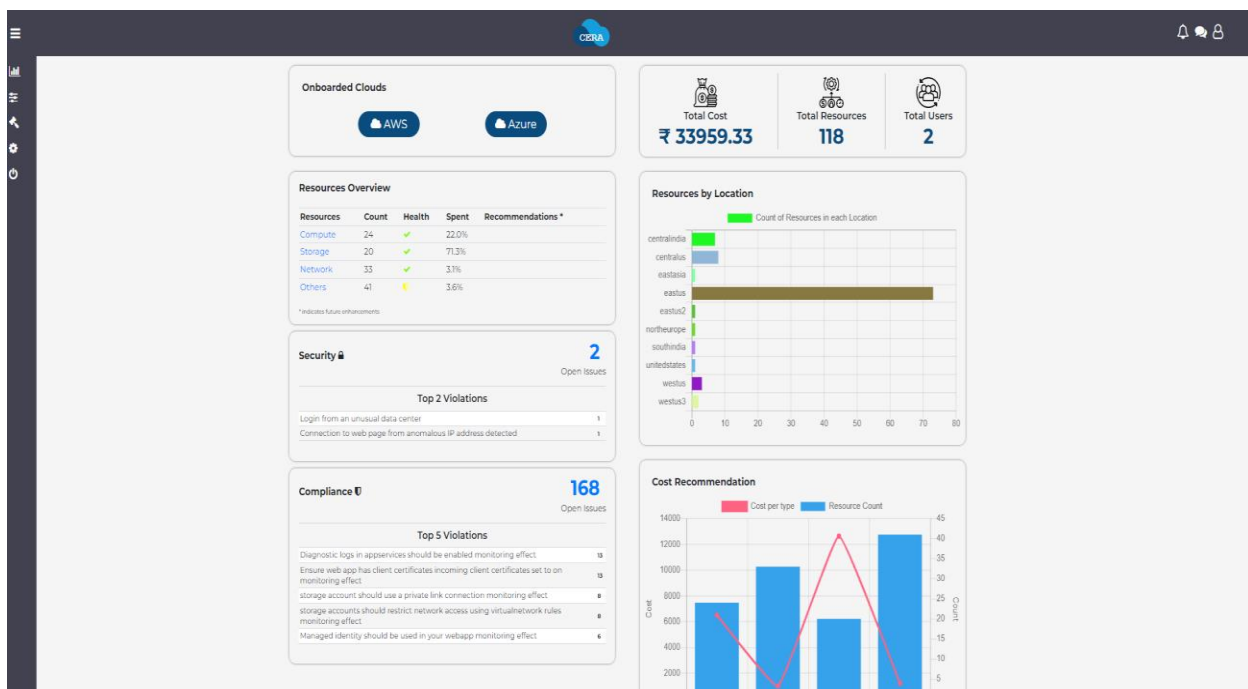 CERA
Onboarded Clouds
AWS
Azure
Total Cost
₹ 33959.33
Total Resources
118
Total Users
2
Resources Overview
Resources Count Health Spent Recommendations *
Compute 24 22.0%
Storage 20 71.3%
Network 33 3.1%
Others 41 3.6%
* Indicates future enhancements
Resources by Location
Count of Resources in each Location
centralindia
centralus
eastasia
eastus
eastus2
northeurope
southindia
unitedstates
westus
westus3
0 10 20 30 40 50 60 70 80
Security
2
Open Issues
Top 2 Violations
Login from an unusual data center 1
Connection to web page from anomalous IP address detected 1
Compliance
168
Open Issues
Top 5 Violations
Diagnostic logs in appservices should be enabled monitoring effect 13
Ensure web app has client certificates incoming client certificates set to on
monitoring effect 13
storage account should use a private link connection monitoring effect 8
storage accounts should restrict network access using virtualnetwork rules
monitoring effect 8
Managed identity should be used in your webapp monitoring effect 6
Cost Recommendation
Cost per type Resource Count
14000
12000
10000
8000
6000
4000
2000
Cost
45
40
35
30
25
20
15
10
5
Count